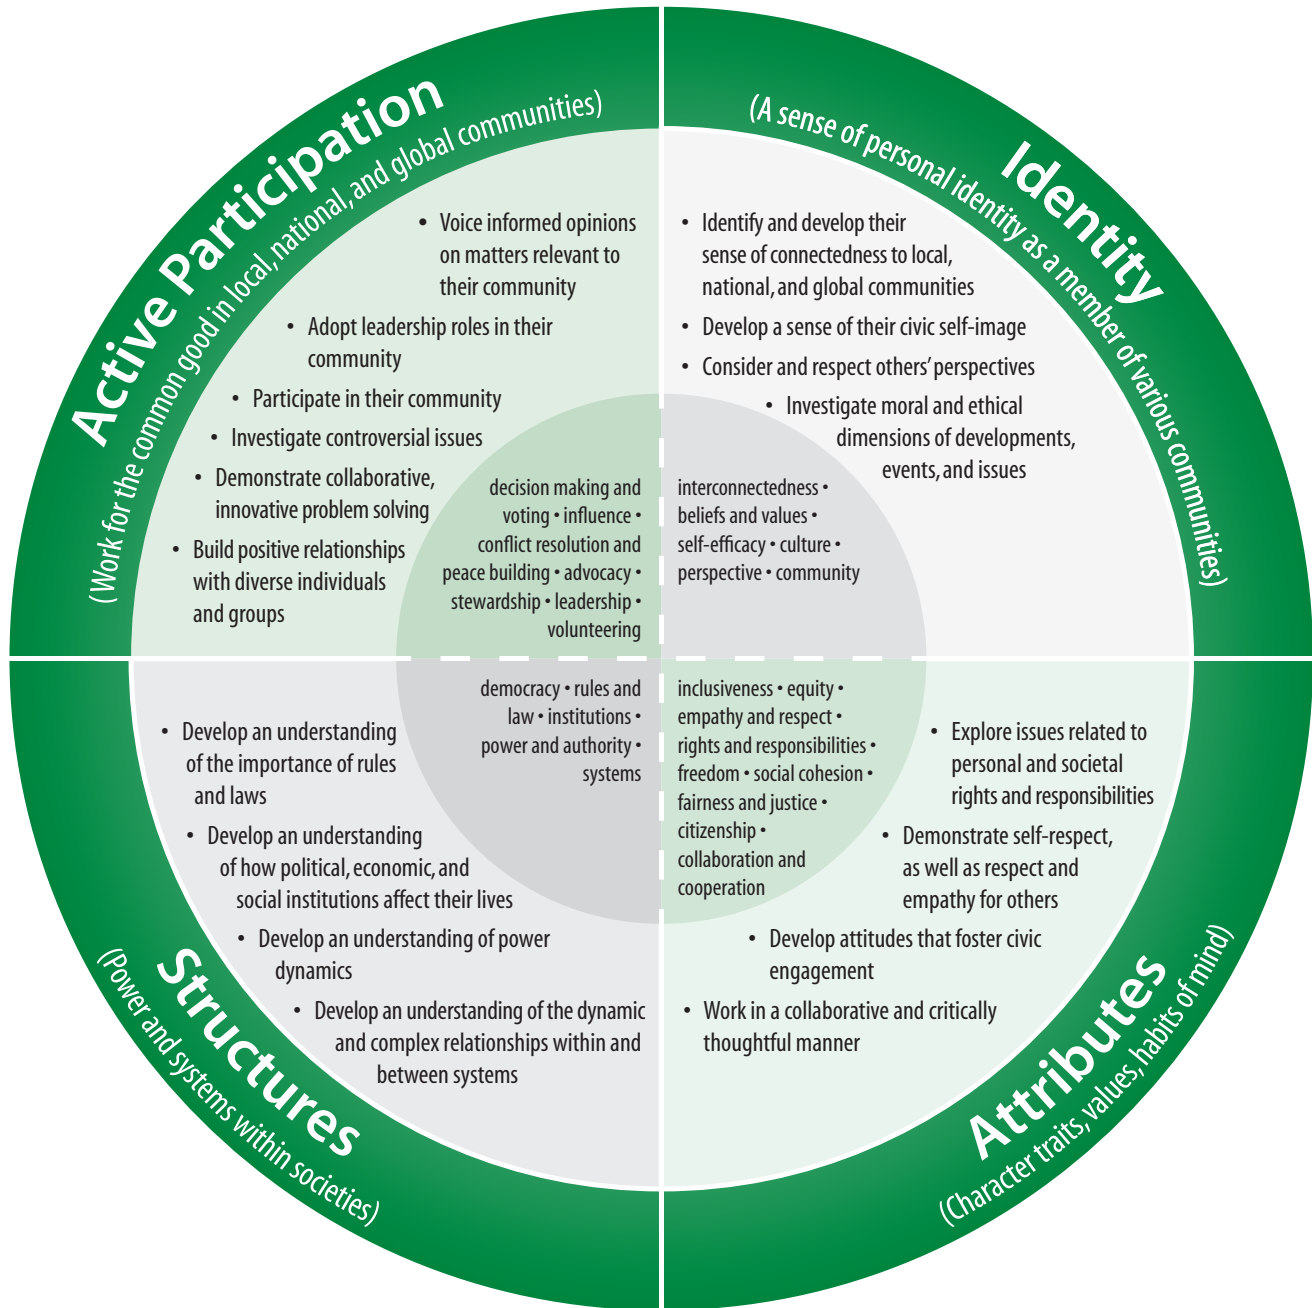 Active Participation
(Work for the common good in local, national, and global communities)
• Voice informed opinions
on matters relevant to
their community
• Adopt leadership roles in their
community
• Participate in their community
• Investigate controversial issues
• Demonstrate collaborative,
innovative problem solving
• Build positive relationships
with diverse individuals
and groups
decision making and
voting • influence •
conflict resolution and
peace building • advocacy •
stewardship • leadership •
volunteering
Identity
(A sense of personal identity as a member of various communities)
• Identify and develop their
sense of connectedness to local,
national, and global communities
• Develop a sense of their civic self-image
• Consider and respect others’ perspectives
• Investigate moral and ethical
dimensions of developments,
events, and issues
interconnectedness •
beliefs and values •
self-efficacy • culture •
perspective • community
Structures
(Power and systems within societies)
democracy • rules and
law • institutions •
power and authority •
systems
• Develop an understanding
of the importance of rules
and laws
• Develop an understanding
of how political, economic, and
social institutions affect their lives
• Develop an understanding of power
dynamics
• Develop an understanding of the dynamic
and complex relationships within and
between systems
Attributes
(Character traits, values, habits of mind)
inclusiveness • equity •
empathy and respect •
rights and responsibilities •
freedom • social cohesion •
fairness and justice •
citizenship •
collaboration and
cooperation
• Explore issues related to
personal and societal
rights and responsibilities
• Demonstrate self-respect,
as well as respect and
empathy for others
• Develop attitudes that foster civic
engagement
• Work in a collaborative and critically
thoughtful manner